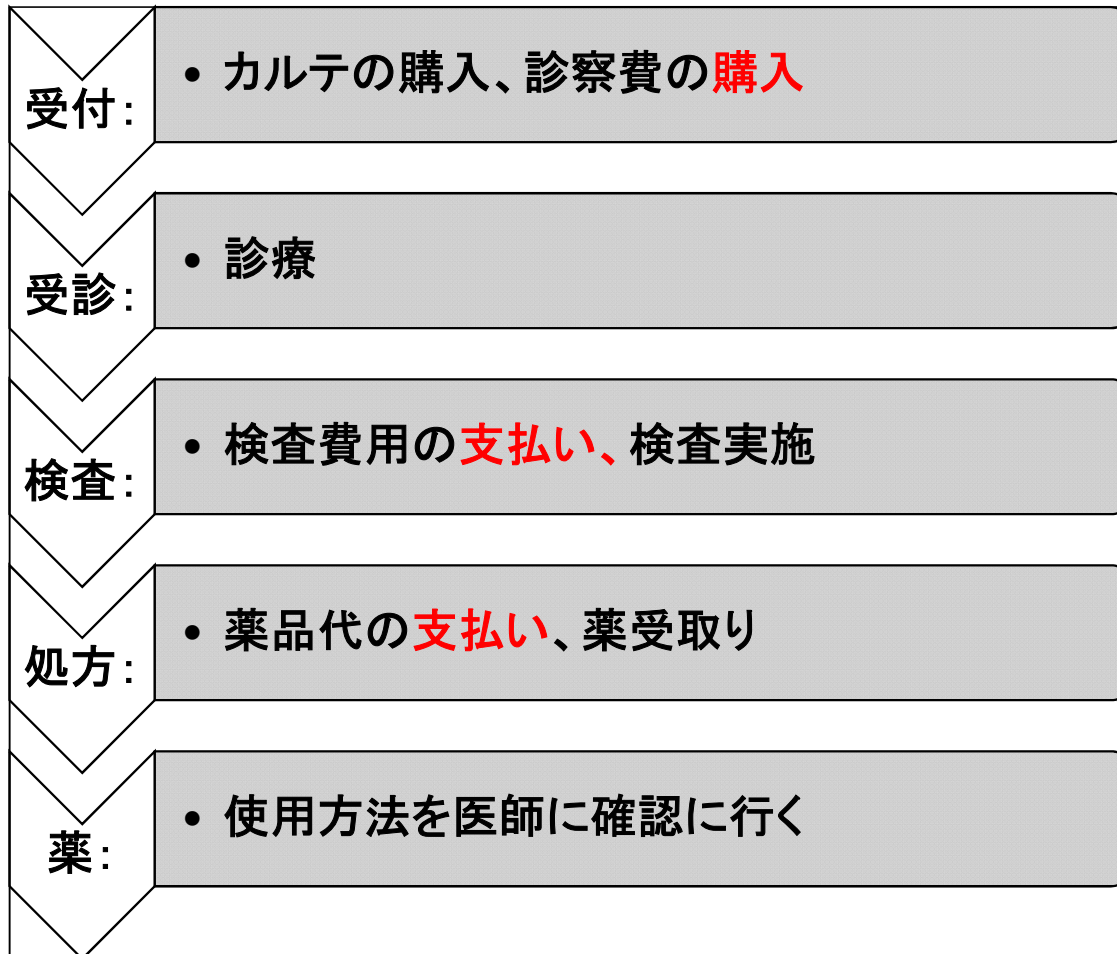 受付：
• カルテの購入、診察費の購入
受診：
• 診療
検査：
• 検査費用の支払い、検査実施
処方：
• 薬品代の支払い、薬受取り
薬：
• 使用方法を医師に確認に行く